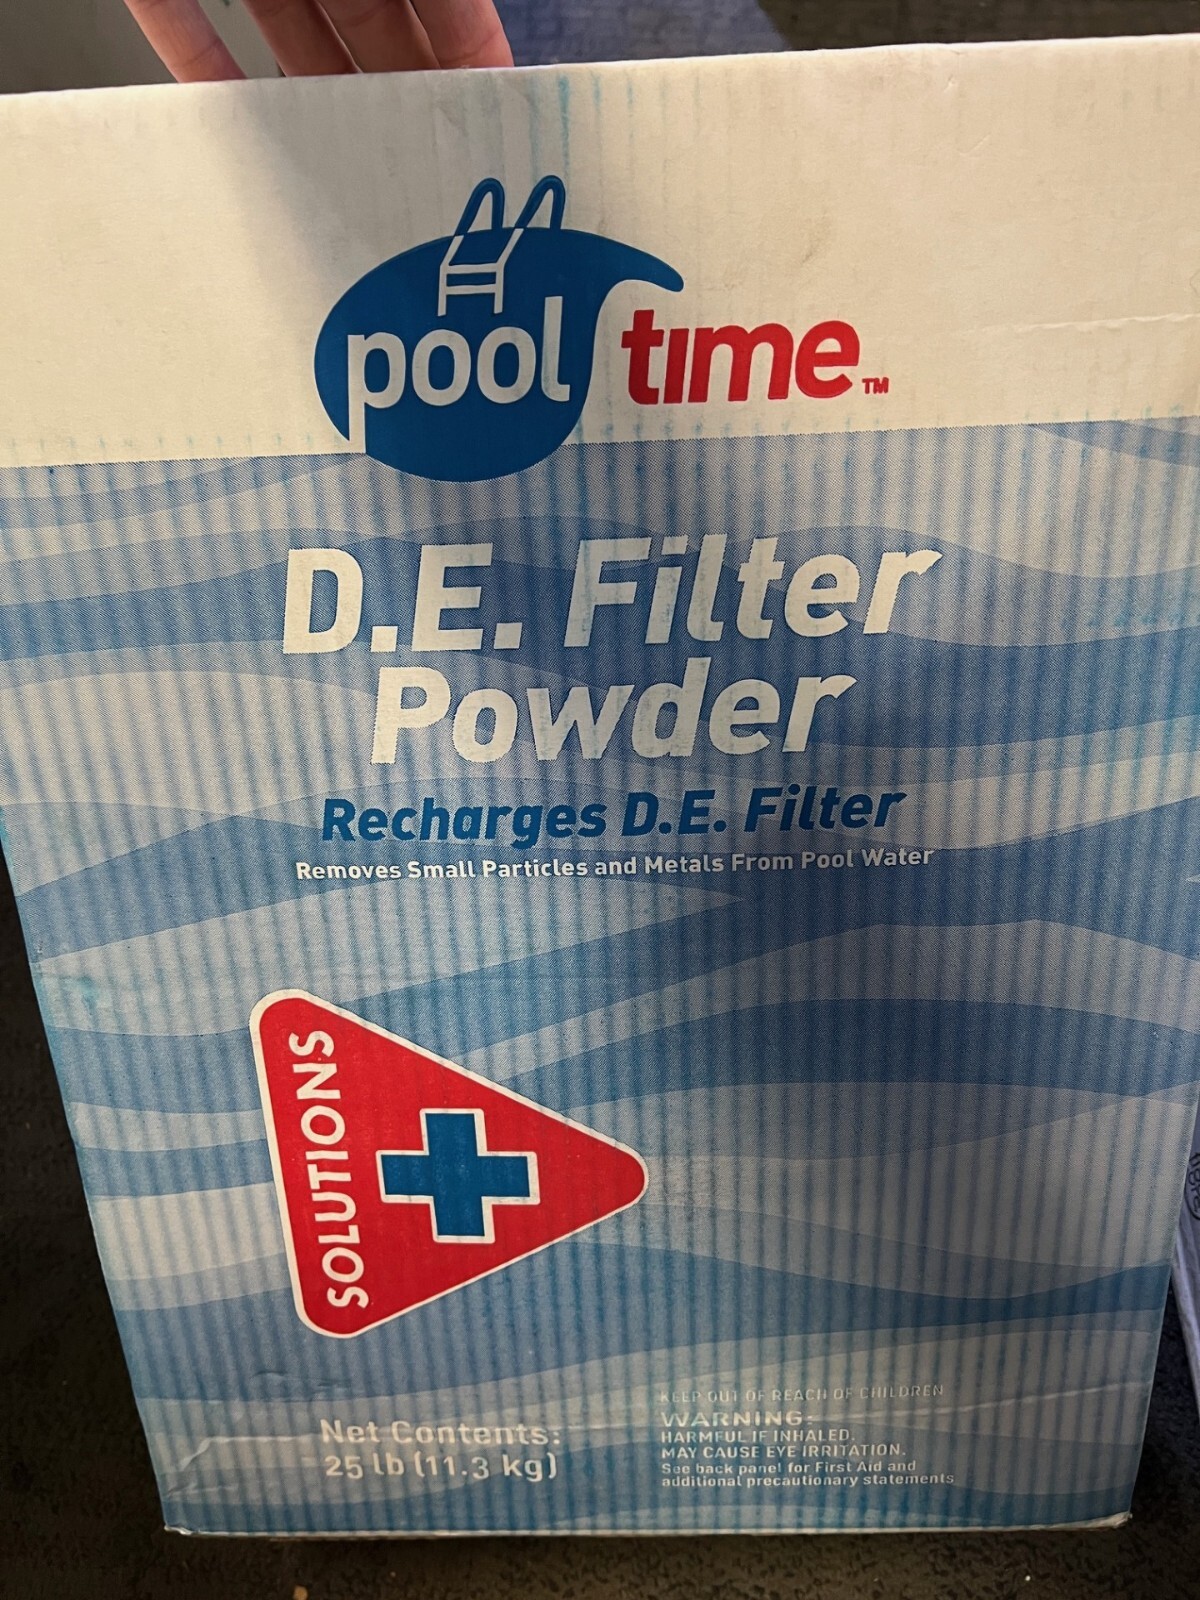 pool time™
D.E. Filter
Powder
Recharges D.E. Filter
Removes Small Particles and Metals From Pool Water
SOLUTIONS
Net Contents:
25 lb (11.3 kg)
KEEP OUT OF REACH OF CHILDREN
WARNING:
HARMFUL IF INHALED.
MAY CAUSE EYE IRRITATION.
See back panel for First Aid and
additional precautionary statements